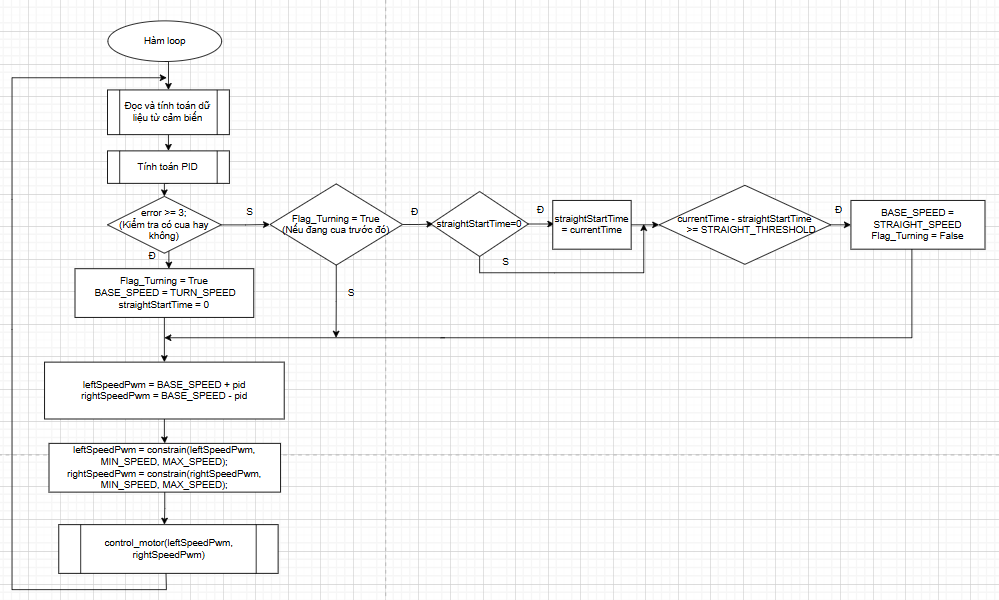 Hàm loop
Đọc và tính toán dữ
liệu từ cảm biến
Tính toán PID
error >= 3;
(Kiểm tra có cua hay
không)
S
Đ
Flag_Turning = True
(Nếu đang cua trước đó)
Đ
S
straightStartTime=0
Đ
S
straightStartTime
= currentTime
currentTime - straightStartTime
>= STRAIGHT_THRESHOLD
Đ
BASE_SPEED =
STRAIGHT_SPEED
Flag_Turning = False
Flag_Turning = True
BASE_SPEED = TURN_SPEED
straightStartTime = 0
leftSpeedPwm = BASE_SPEED + pid
rightSpeedPwm = BASE_SPEED - pid
leftSpeedPwm = constrain(leftSpeedPwm,
MIN_SPEED, MAX_SPEED);
rightSpeedPwm = constrain(rightSpeedPwm,
MIN_SPEED, MAX_SPEED);
control_motor(leftSpeedPwm,
rightSpeedPwm)